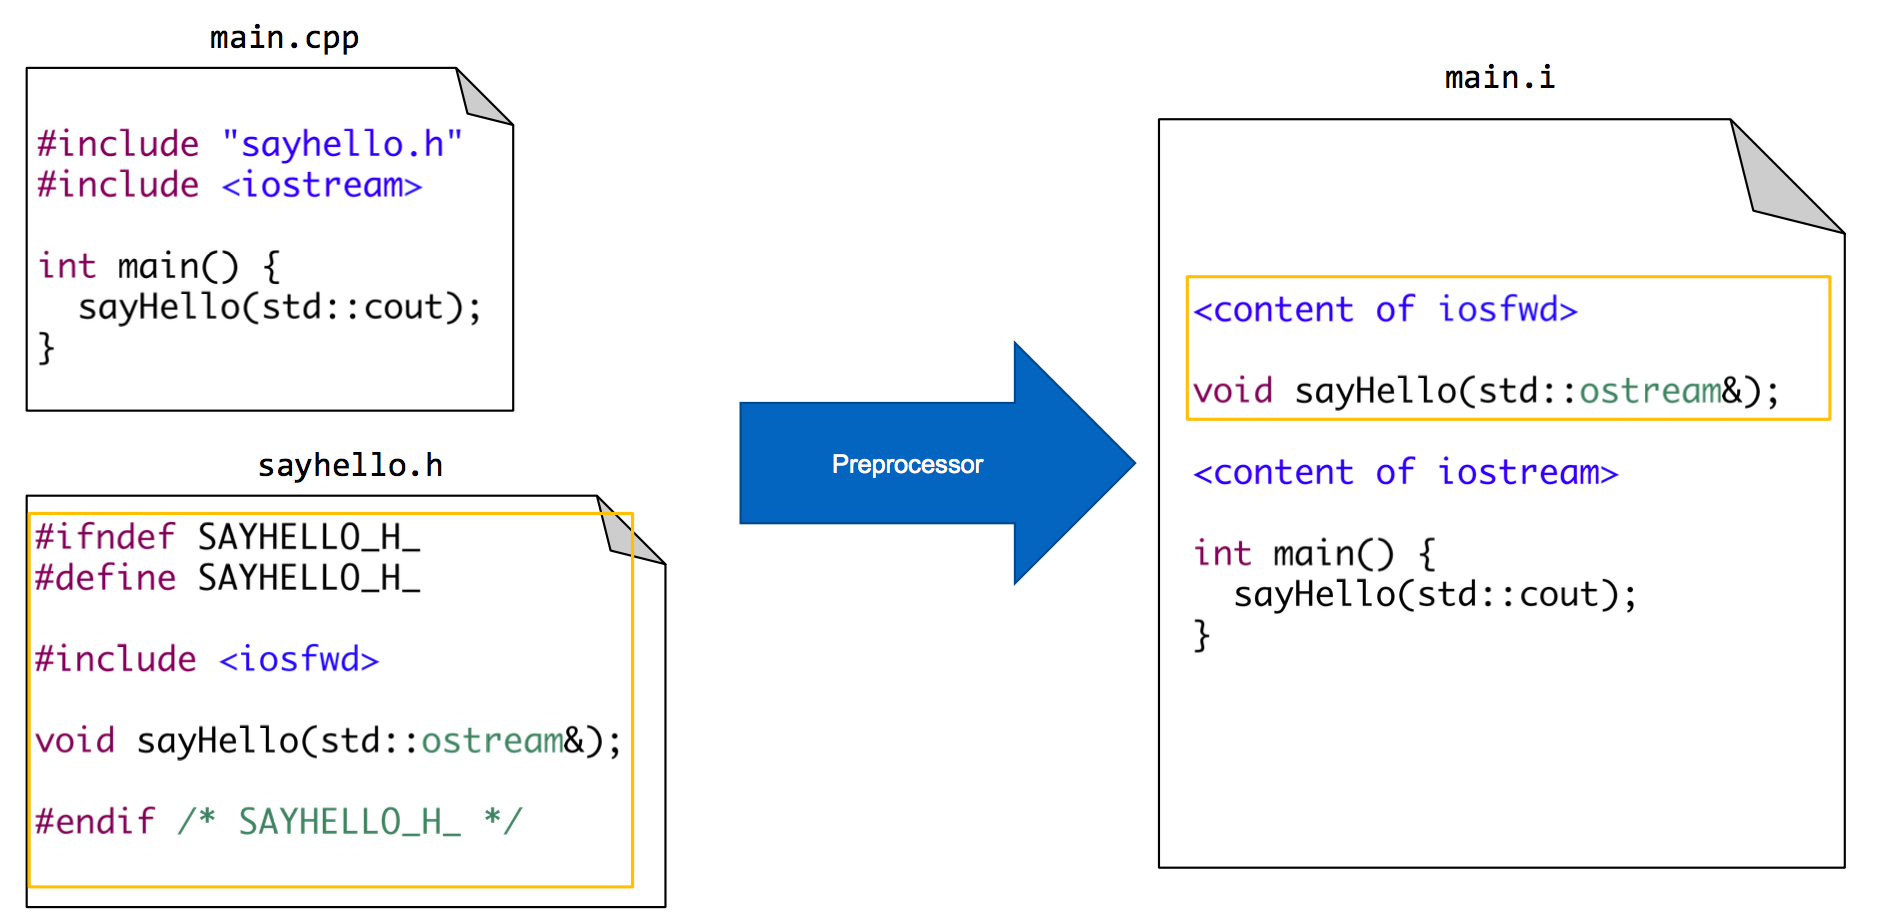 main.cpp
#include "sayhello.h"
#include <iostream>
int main() {
  sayHello(std::cout);
}
sayhello.h
#ifndef SAYHELLO_H_
#define SAYHELLO_H_
#include <iosfwd>
void sayHello(std::ostream&);
#endif /* SAYHELLO_H_ */
Preprocessor
main.i
<content of iosfwd>
void sayHello(std::ostream&);
<content of iostream>
int main() {
  sayHello(std::cout);
}